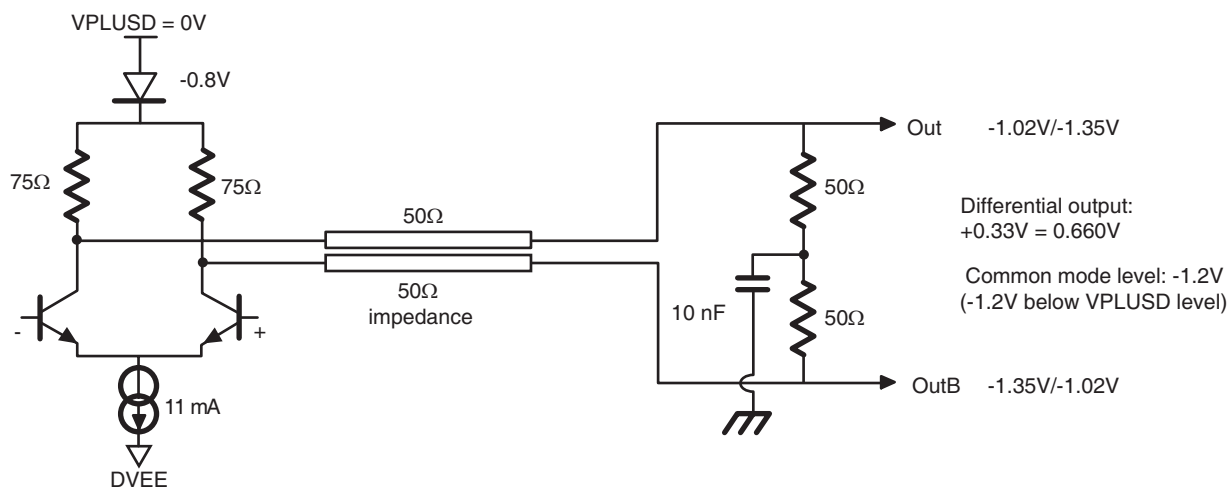 VPLUSD = 0V
-0.8V
75Ω
75Ω
50Ω
50Ω
impedance
-
+
11 mA
DVEE
10 nF
50Ω
50Ω
Out -1.02V/-1.35V
Differential output:
+0.33V = 0.660V
Common mode level: -1.2V
(-1.2V below VPLUSD level)
OutB -1.35V/-1.02V